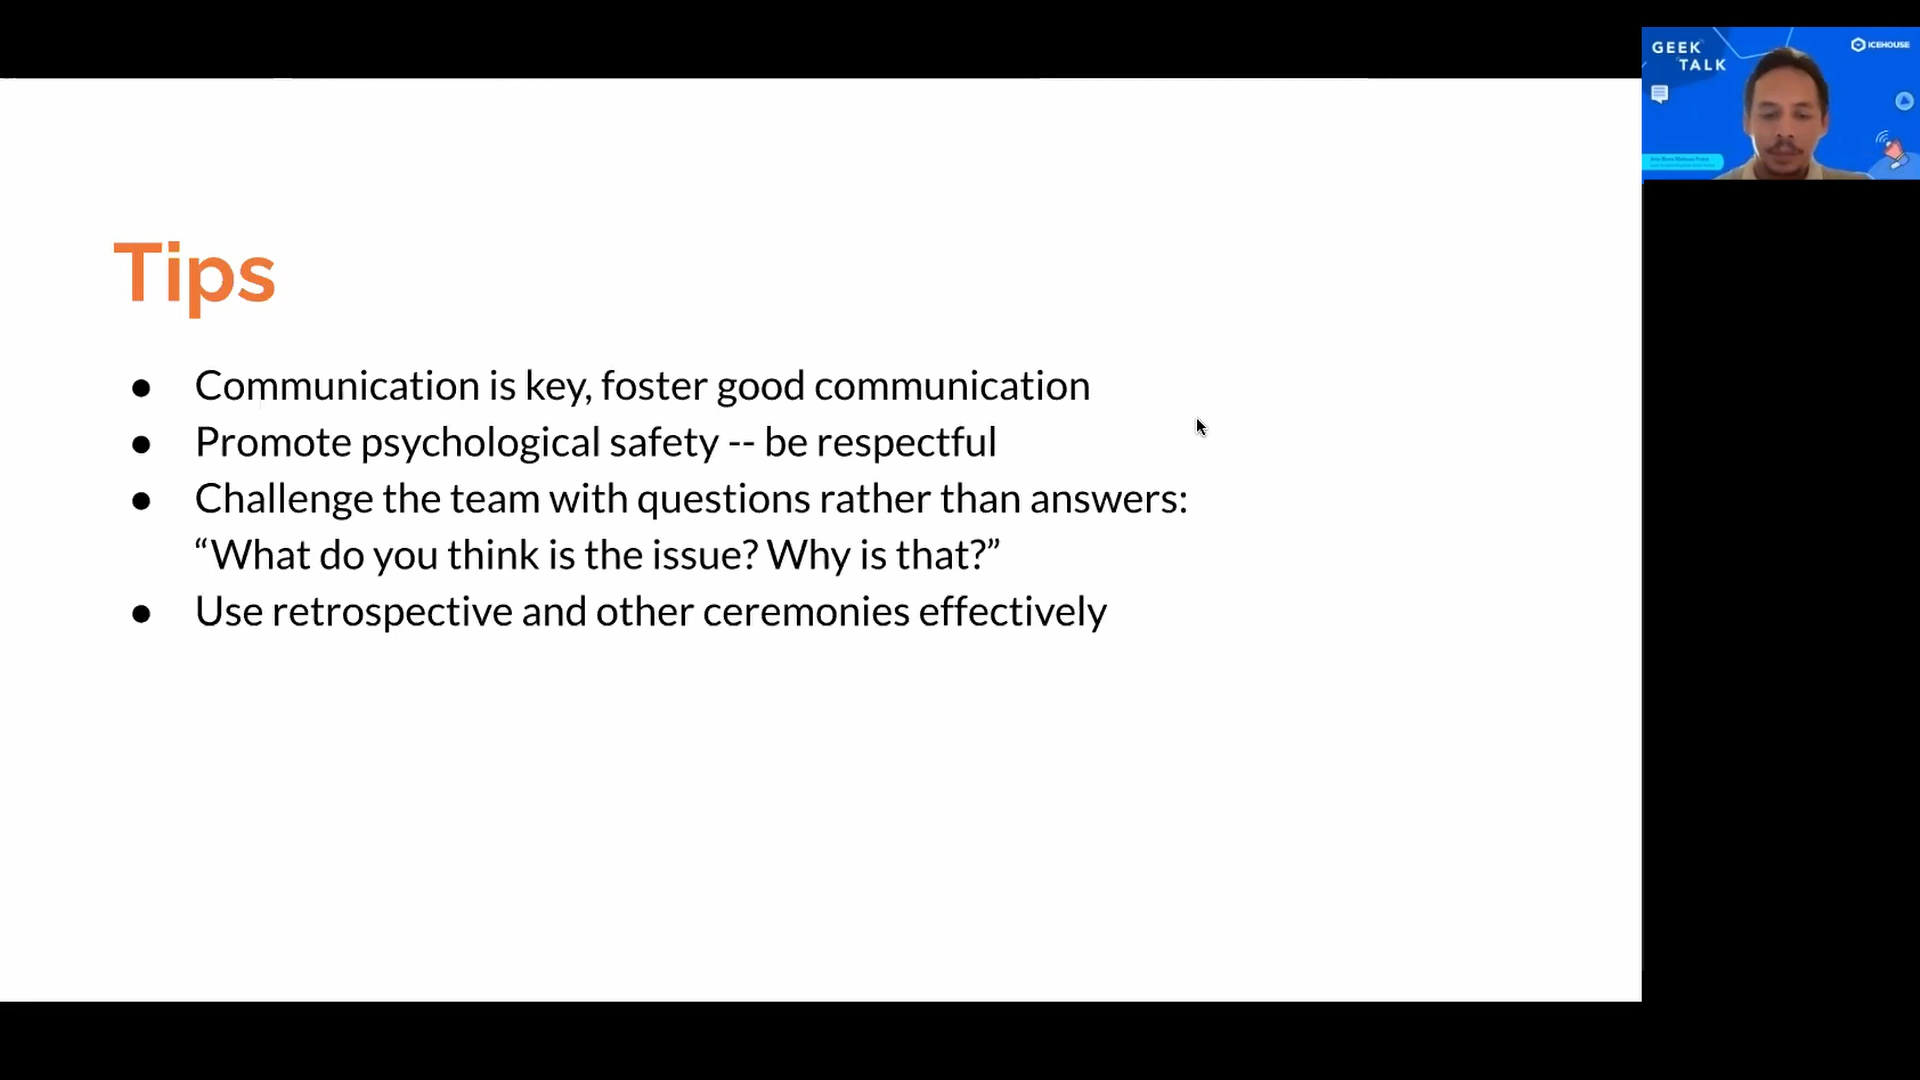 Tips
● Communication is key, foster good communication
● Promote psychological safety -- be respectful
● Challenge the team with questions rather than answers:
“What do you think is the issue? Why is that?”
● Use retrospective and other ceremonies effectively
GEEK
TALK
ICEHOUSE